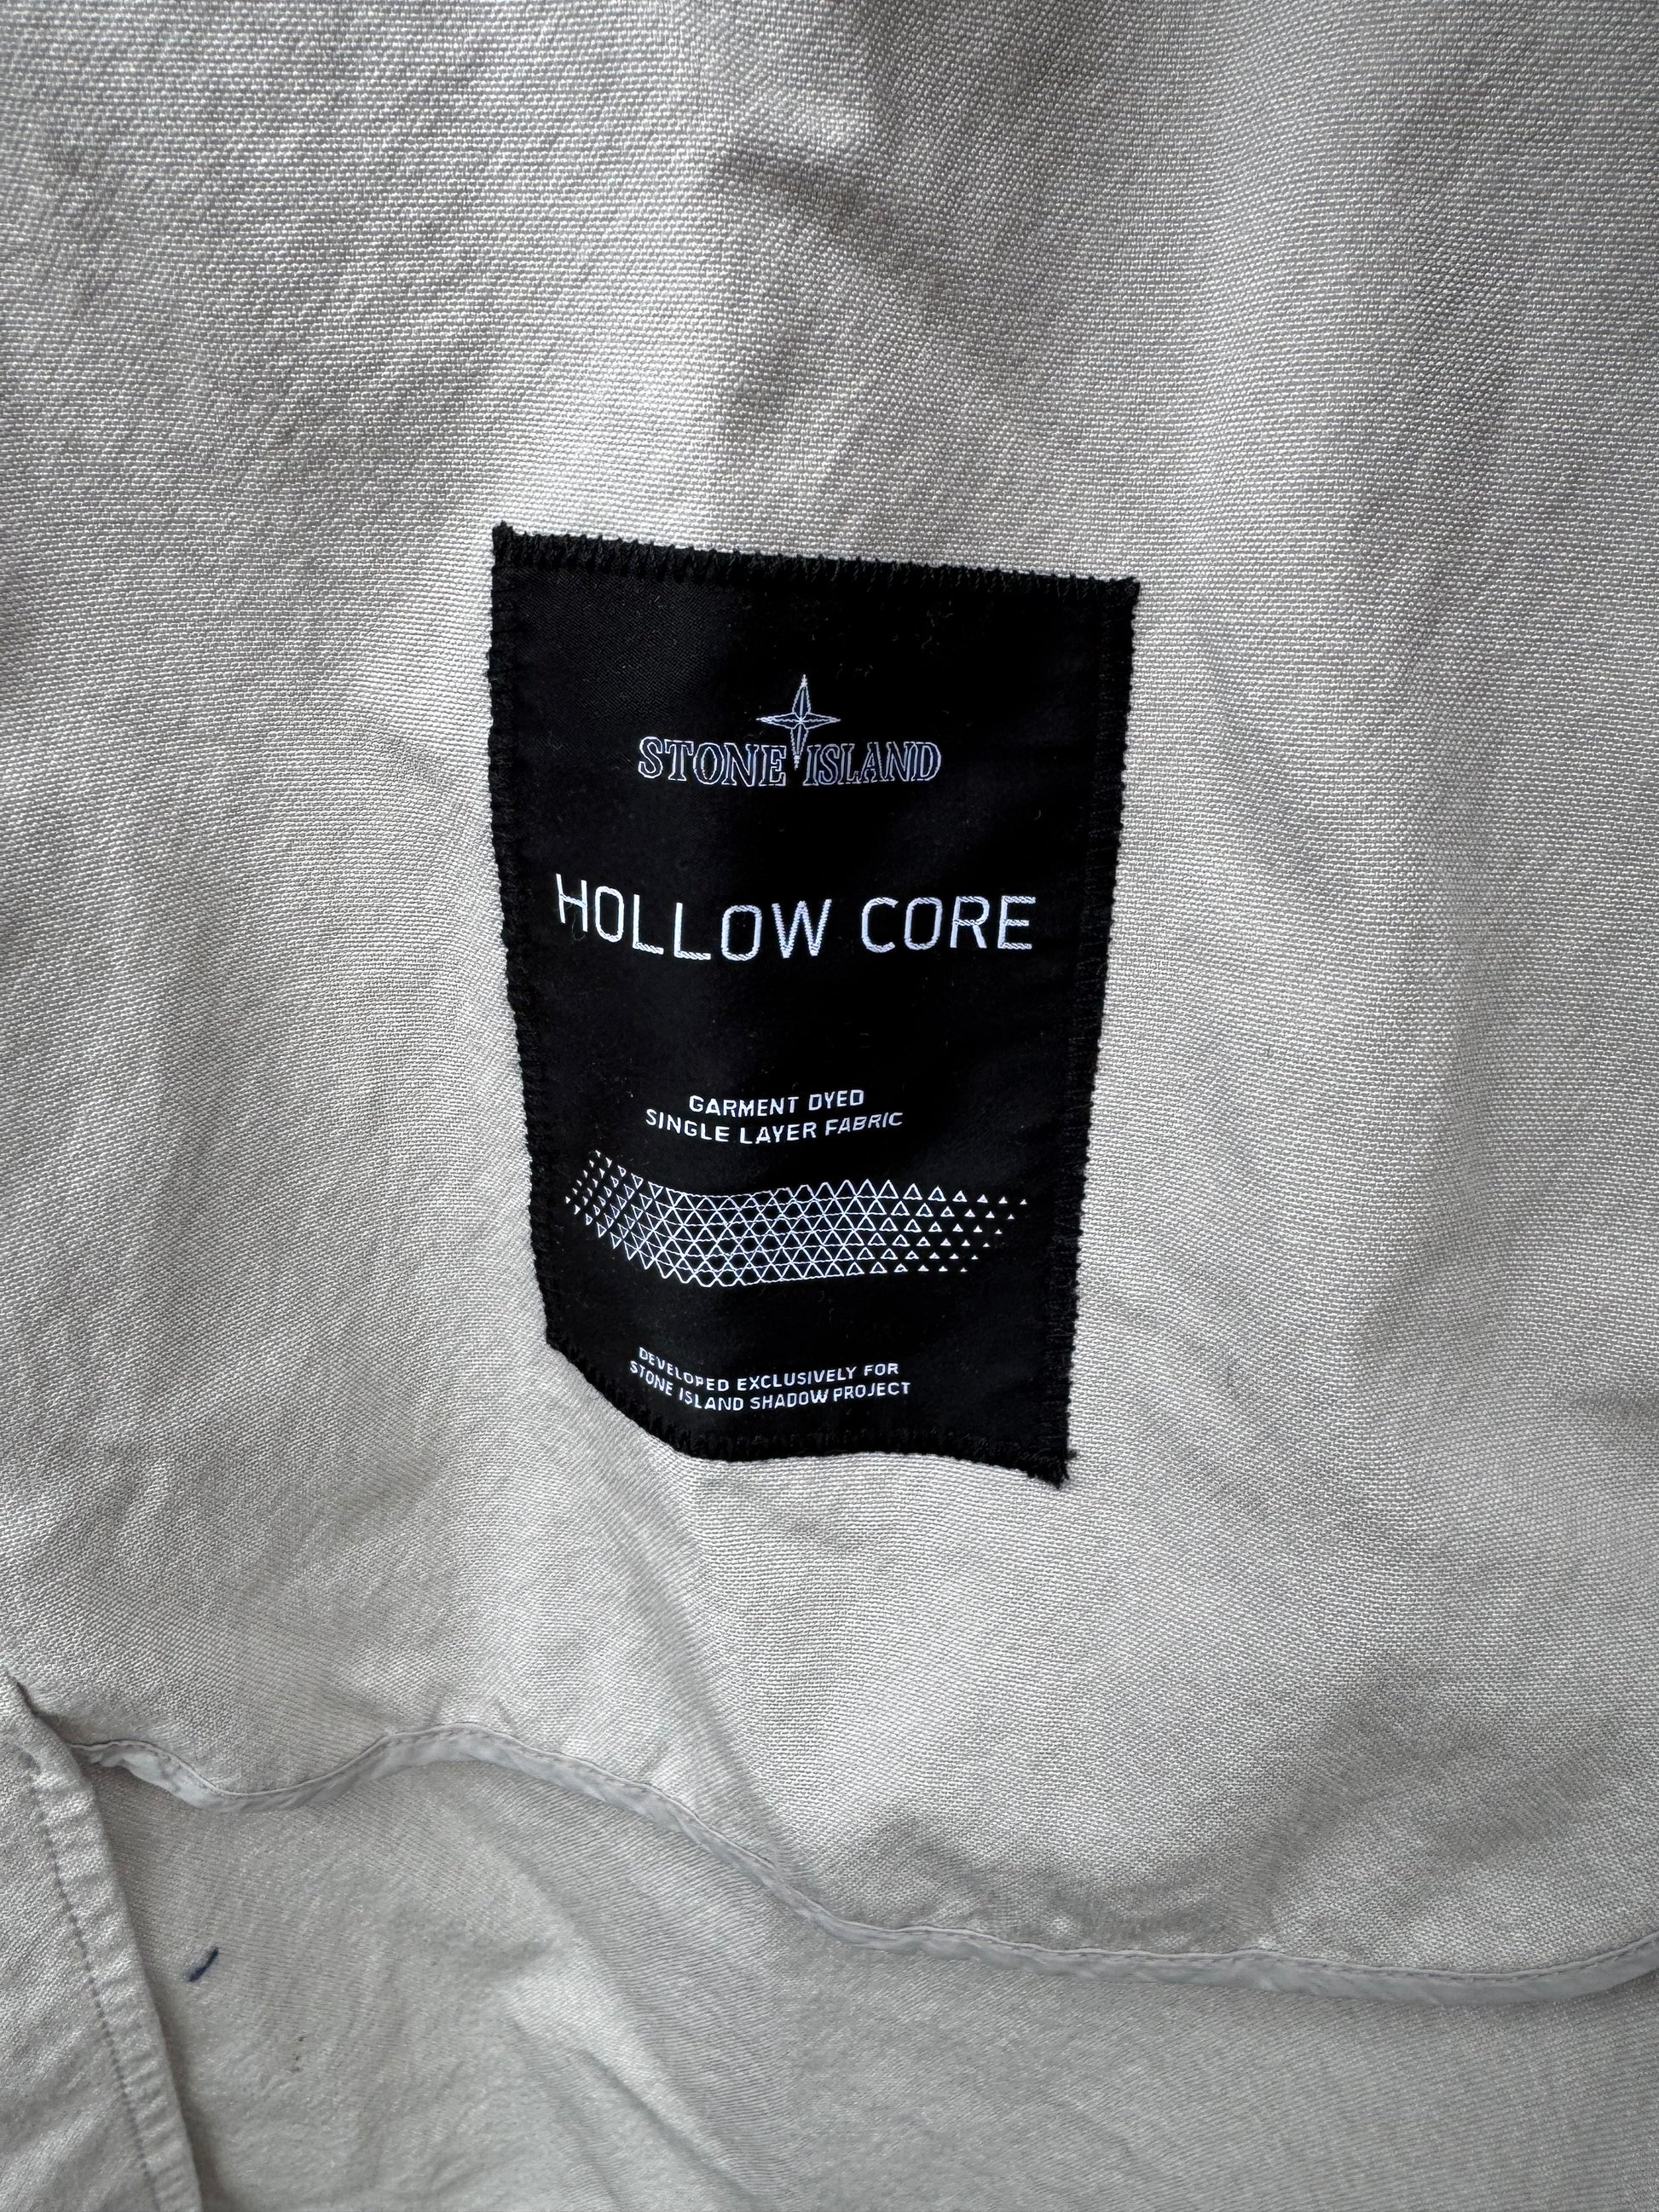 STONE ISLAND
HOLLOW CORE
GARMENT DYED
SINGLE LAYER FABRIC
DEVELOPED EXCLUSIVELY FOR
STONE ISLAND SHADOW PROJECT